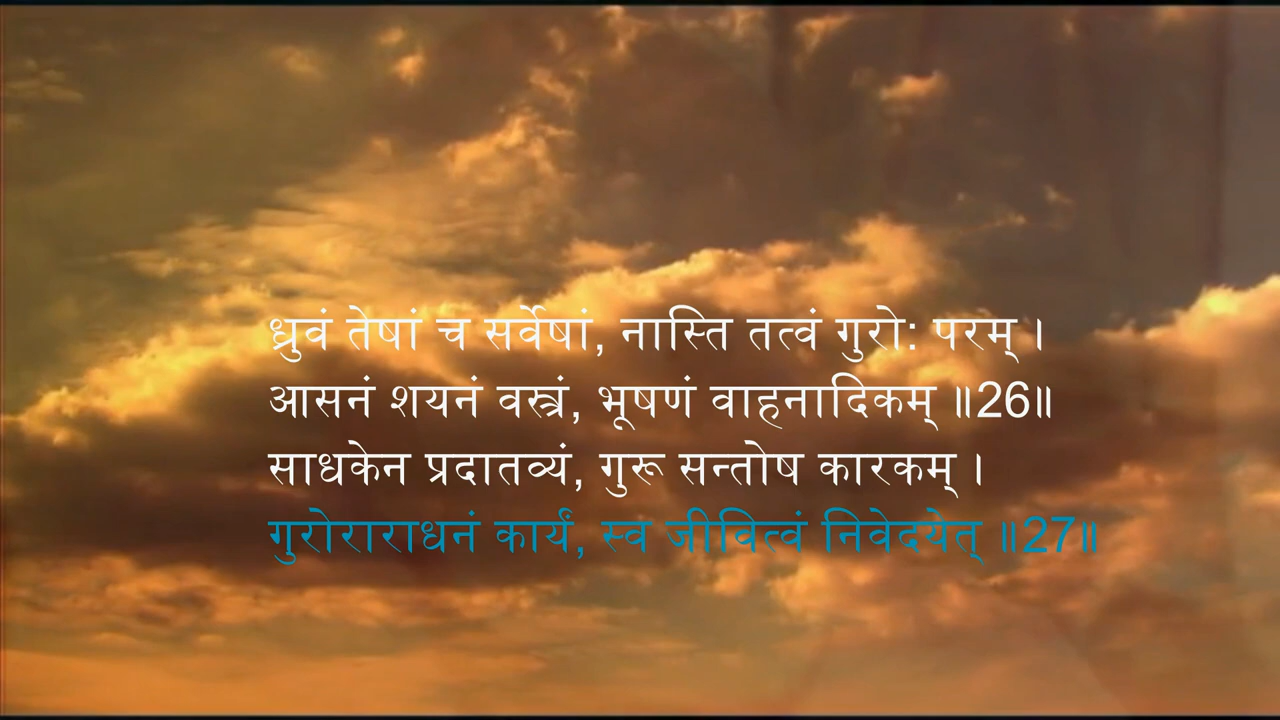 ध्रुवं तेषां च सर्वेषां, नास्ति तत्वं गुरो: परम् ।
आसनं शयनं वस्त्रं, भूषणं वाहनादिकम् ॥26॥
साधकेन प्रदातव्यं, गुरू सन्तोष कारकम् ।
गुरोराराधनं कार्यं, स्व जीवित्वं निवेदयेत् ॥27॥